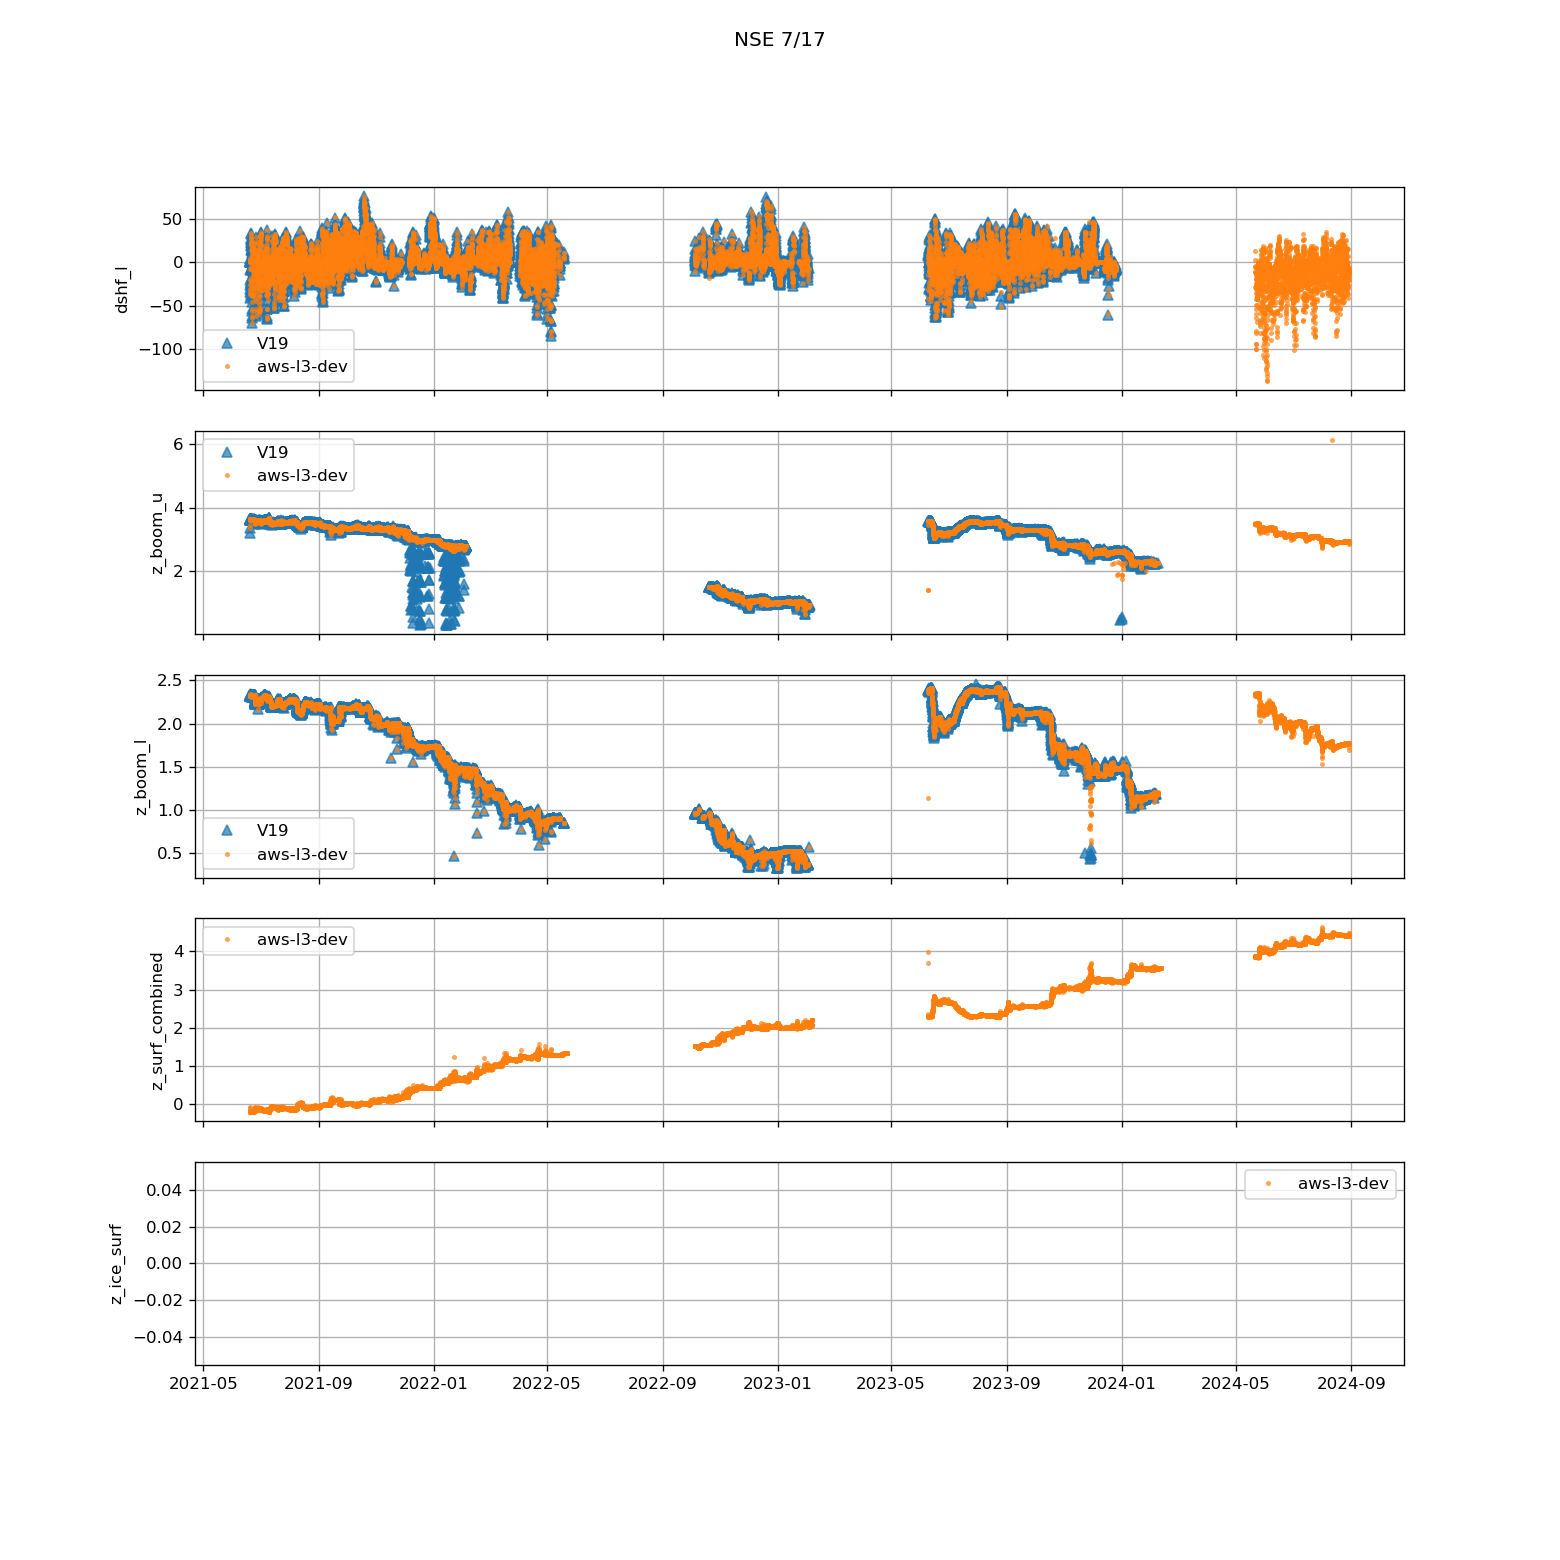 NSE 7/17
50
0
−50
−100
dshf_l
V19
aws-l3-dev
6
4
2
z_boom_u
V19
aws-l3-dev
2.5
2.0
1.5
1.0
0.5
z_boom_l
V19
aws-l3-dev
4
3
2
1
0
z_surf_combined
aws-l3-dev
0.04
0.02
0.00
−0.02
−0.04
z_ice_surf
aws-l3-dev
2021-05 2021-09 2022-01 2022-05 2022-09 2023-01 2023-05 2023-09 2024-01 2024-05 2024-09